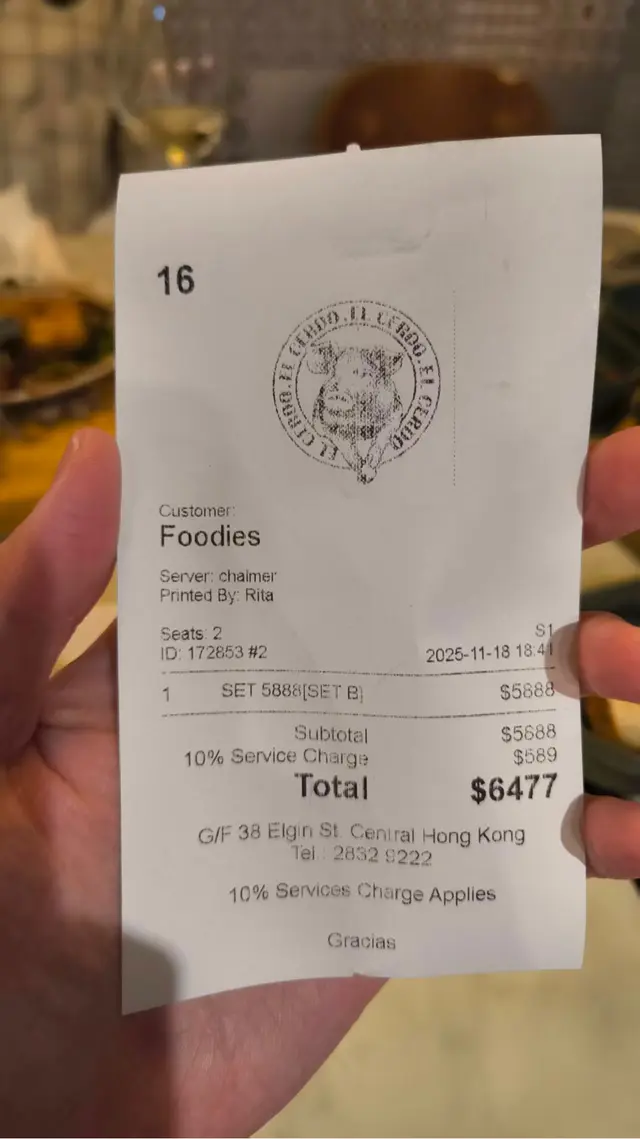 16
EL CERDO.EL CERDO.EL CERDO.EL CERDO
Customer:
Foodies
Server: chaimer
Printed By: Rita
Seats: 2 S1
ID: 172853 #2 2025-11-18 18:41
1 SET 5888[SET B] $5888
Subtotal $5888
10% Service Charge $589
Total $6477
G/F 38 Elgin St. Central Hong Kong
Tel : 2832 9222
10% Services Charge Applies
Gracias